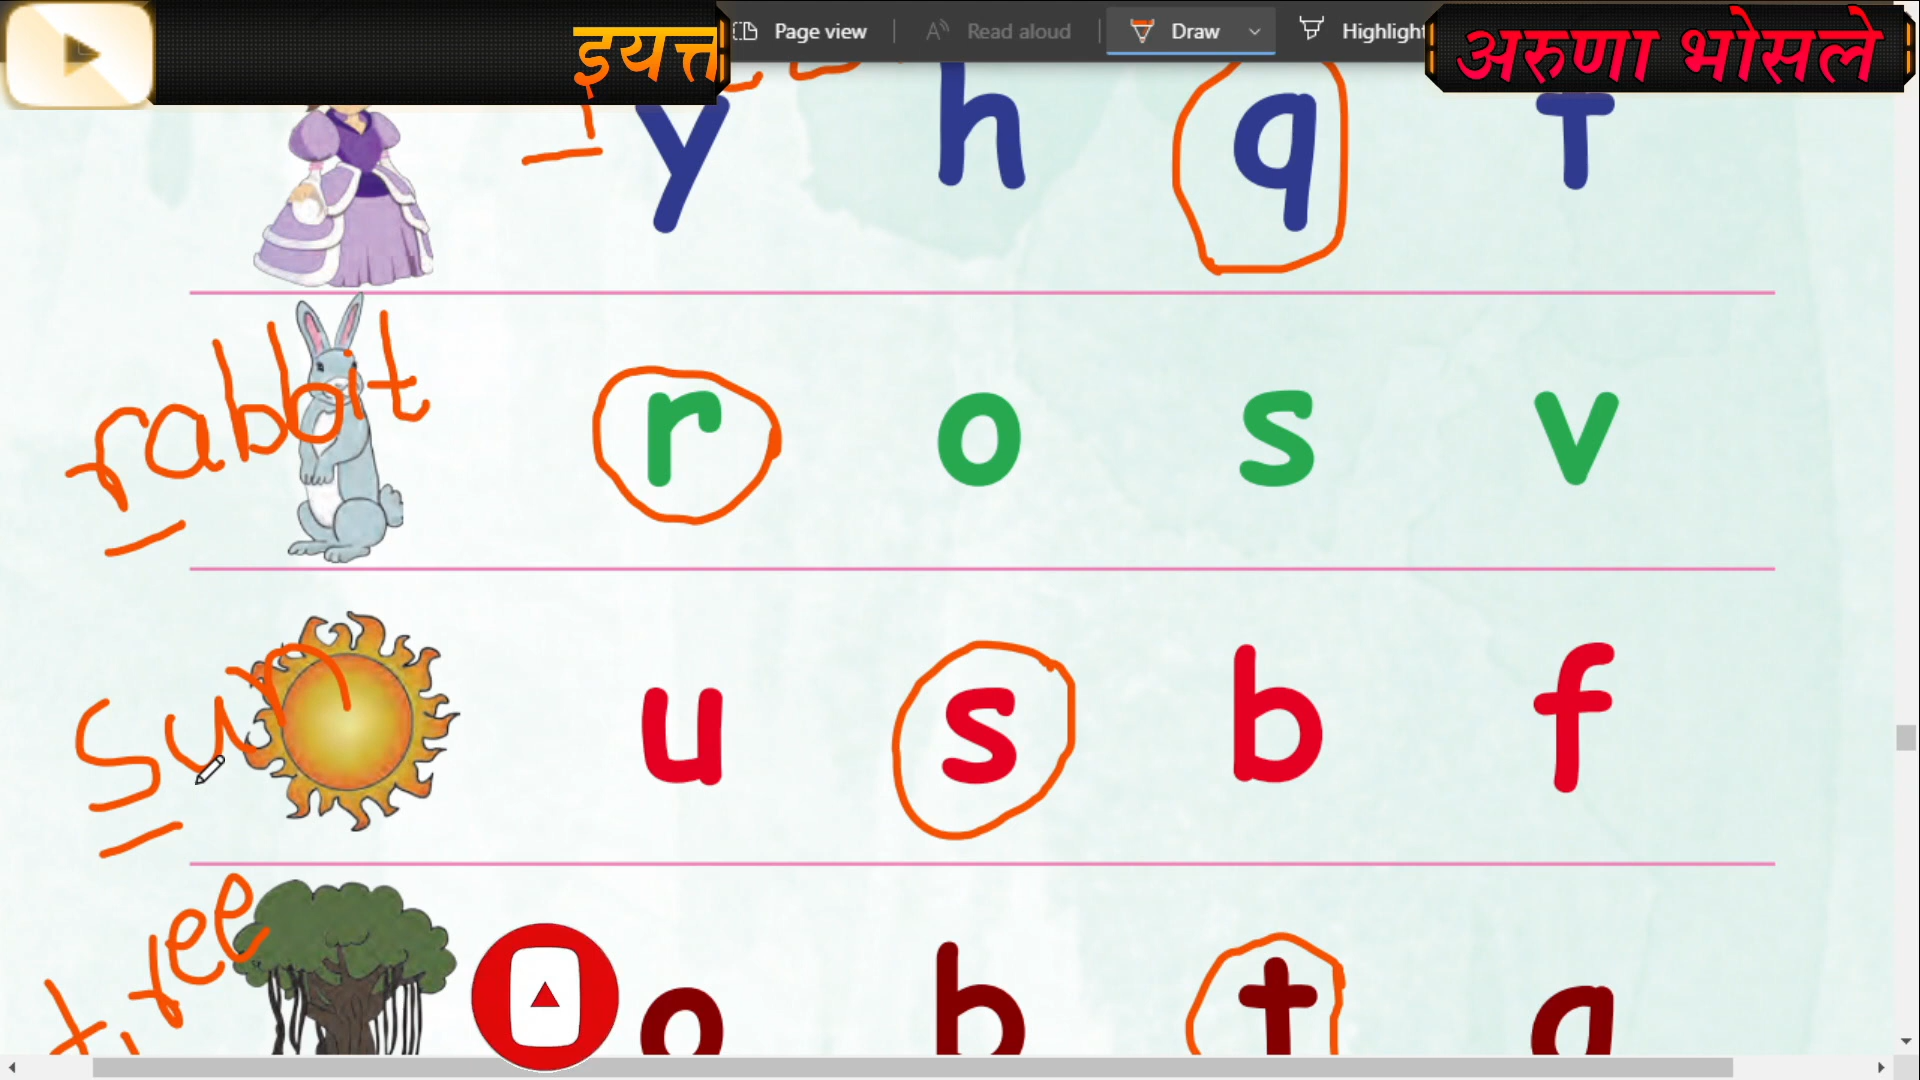 इयत्त
Page view
Read aloud
Draw
Highlight
अरुणा भोसले
y h q
rabbit
r o s v
sun
u s b f
tree
o b t a